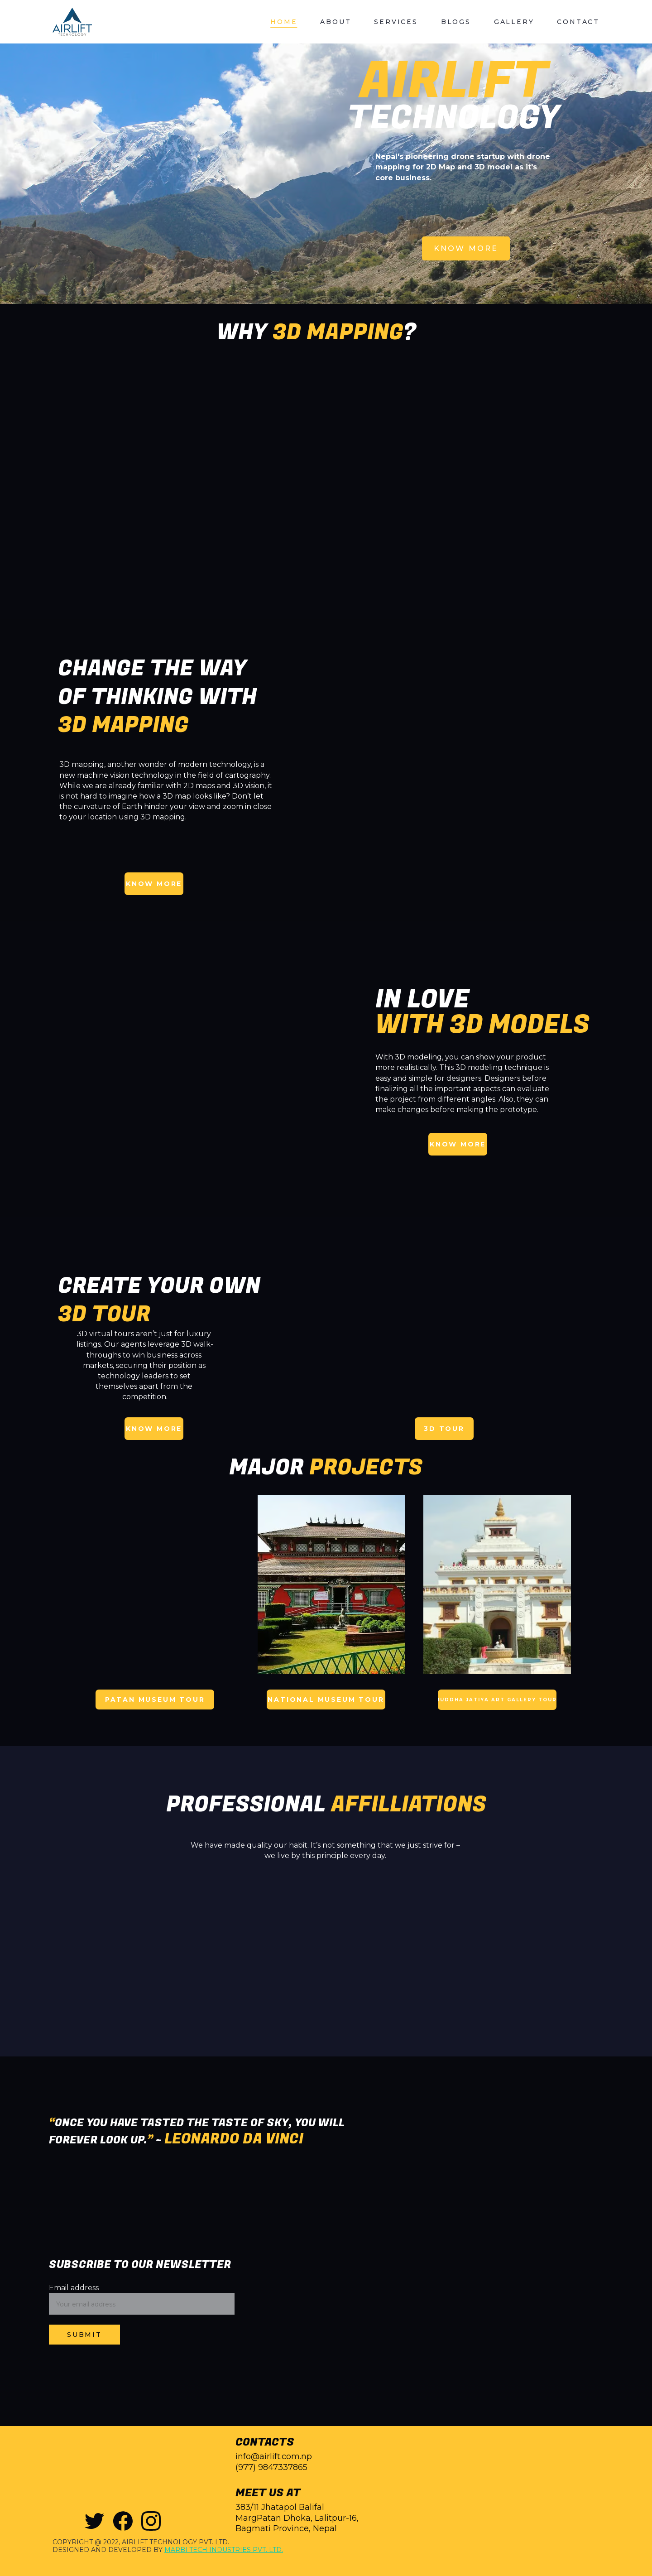 AIRLIFT
TECHNOLOGY
HOME
ABOUT
SERVICES
BLOGS
GALLERY
CONTACT
AIRLIFT
TECHNOLOGY
Nepal's pioneering drone startup with drone
mapping for 2D Map and 3D model as it's
core business.
KNOW MORE
WHY 3D MAPPING?
CHANGE THE WAY
OF THINKING WITH
3D MAPPING
3D mapping, another wonder of modern technology, is a
new machine vision technology in the field of cartography.
While we are already familiar with 2D maps and 3D vision, it
is not hard to imagine how a 3D map looks like? Don't let
the curvature of Earth hinder your view and zoom in close
to your location using 3D mapping.
KNOW MORE
IN LOVE
WITH 3D MODELS
With 3D modeling, you can show your product
more realistically. This 3D modeling technique is
easy and simple for designers. Designers before
finalizing all the important aspects can evaluate
the project from different angles. Also, they can
make changes before making the prototype.
KNOW MORE
CREATE YOUR OWN
3D TOUR
3D virtual tours aren't just for luxury
listings. Our agents leverage 3D walk-
throughs to win business across
markets, securing their position as
technology leaders to set
themselves apart from the
competition.
KNOW MORE
3D TOUR
MAJOR PROJECTS
PATAN MUSEUM TOUR
NATIONAL MUSEUM TOUR
ART GALLERY TOUR
PROFESSIONAL AFFILLIATIONS
We have made quality our habit. It's not something that we just strive for –
we live by this principle every day.
“ONCE YOU HAVE TASTED THE TASTE OF SKY, YOU WILL
FOREVER LOOK UP.” ~ LEONARDO DA VINCI
SUBSCRIBE TO OUR NEWSLETTER
Email address
Your email address
SUBMIT
CONTACTS
info@airlift.com.np
(977) 9847337865
MEET US AT
383/11 Jhatapol Balifal
MargPatan Dhoka, Lalitpur-16,
Bagmati Province, Nepal
COPYRIGHT @ 2022, AIRLIFT TECHNOLOGY PVT. LTD.
DESIGNED AND DEVELOPED BY MARBI TECH INDUSTRIES PVT. LTD.